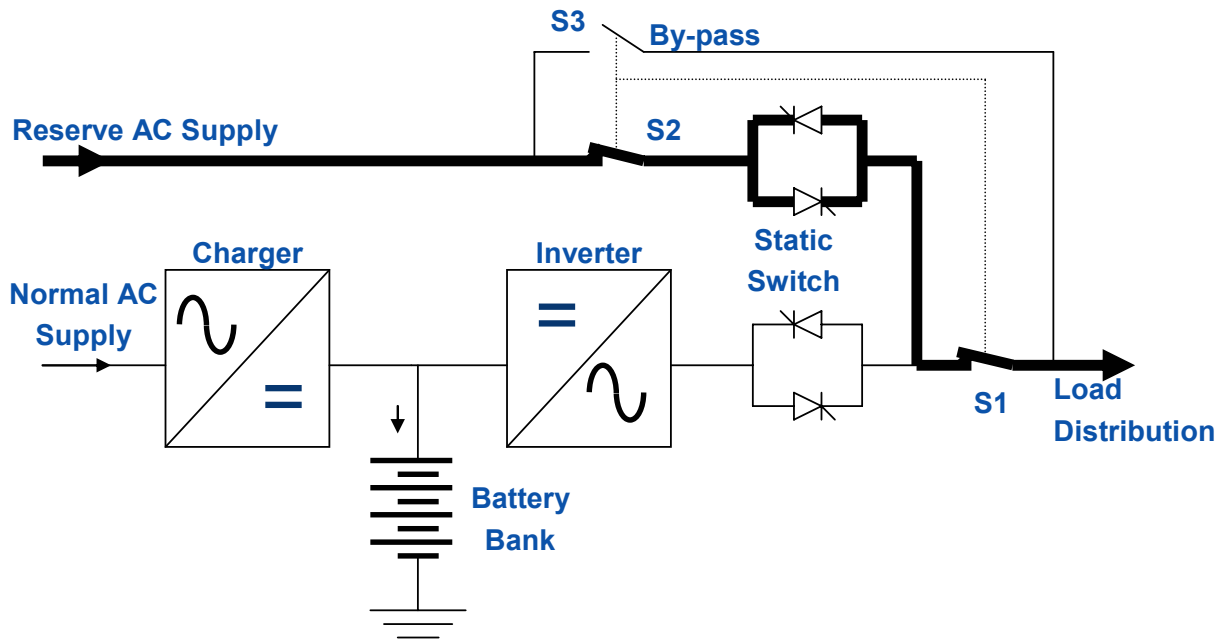 S3
By-pass
Reserve AC Supply
S2
Static
Switch
Charger
Inverter
Normal AC
Supply
S1
Load
Distribution
Battery
Bank